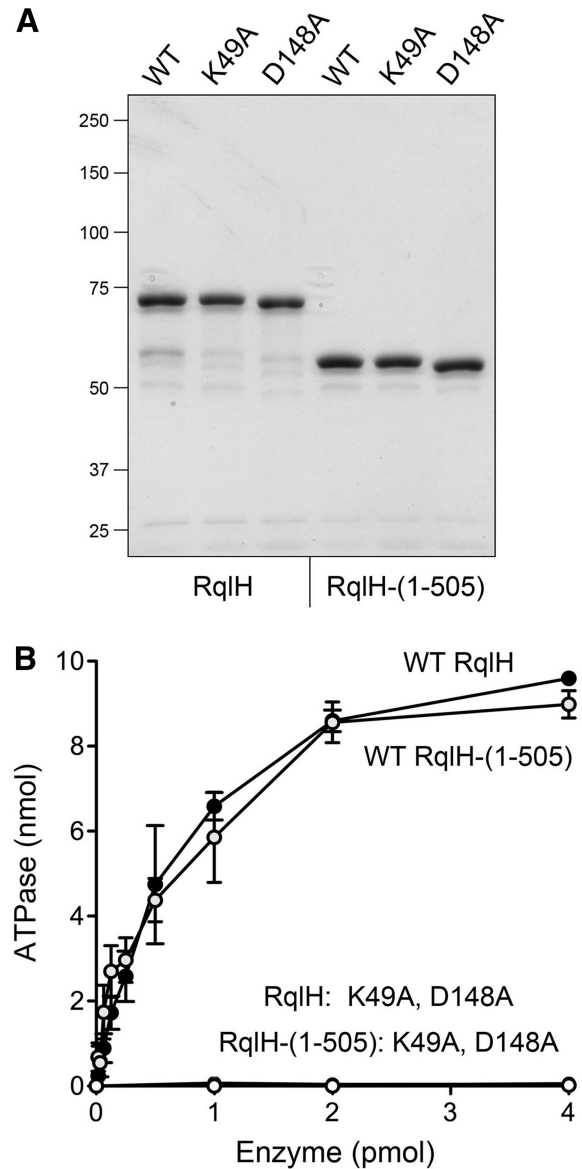 A
WT K49A D148A WT K49A D148A
250
150
100
75
50
37
25
RqlH RqlH-(1-505)
B
10
8
6
4
2
0
ATPase (nmol)
WT RqlH
WT RqlH-(1-505)
RqlH: K49A, D148A
RqlH-(1-505): K49A, D148A
0 1 2 3 4
Enzyme (pmol)